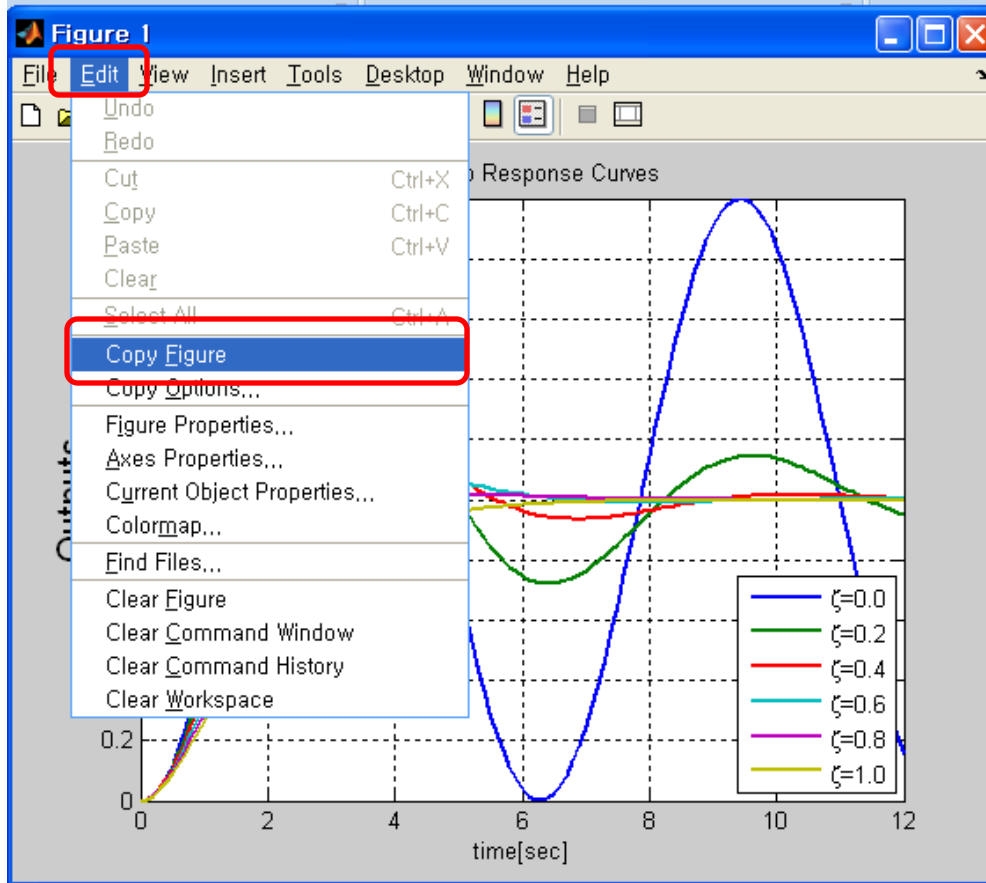 Figure 1
File Edit View Insert Tools Desktop Window Help
Undo
Redo
Cut Ctrl+X
Copy Ctrl+C
Paste Ctrl+V
Clear
Select All Ctrl+A
Copy Figure
Copy Options...
Figure Properties...
Axes Properties...
Current Object Properties...
Colormap...
Find Files...
Clear Figure
Clear Command Window
Clear Command History
Clear Workspace
Response Curves
Outputs
ζ=0.0
ζ=0.2
ζ=0.4
ζ=0.6
ζ=0.8
ζ=1.0
0.2
0
0 2 4 6 8 10 12
time[sec]